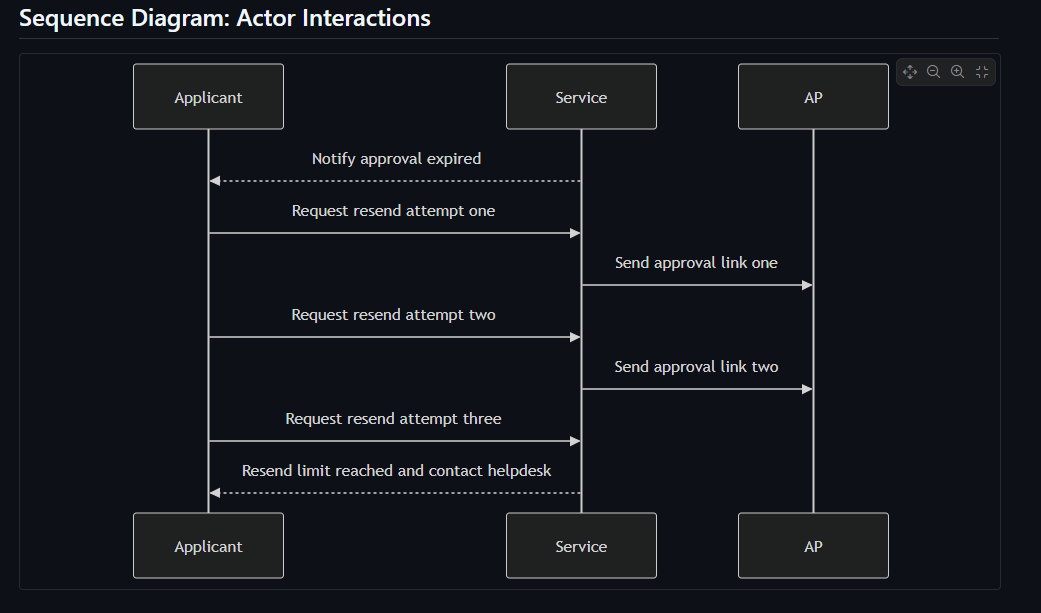 Sequence Diagram: Actor Interactions
Applicant
Service
AP
Notify approval expired
Request resend attempt one
Send approval link one
Request resend attempt two
Send approval link two
Request resend attempt three
Resend limit reached and contact helpdesk
Applicant
Service
AP